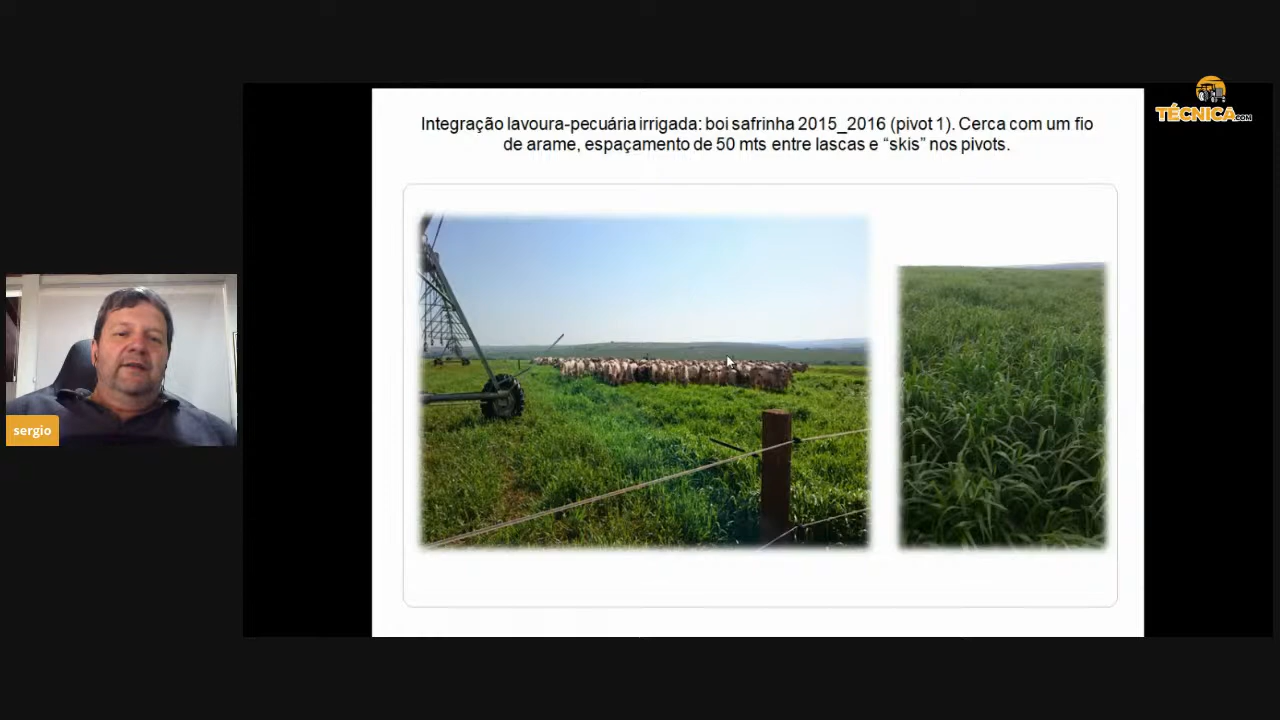 Integração lavoura-pecuária irrigada: boi safrinha 2015_2016 (pivot 1). Cerca com um fio
de arame, espaçamento de 50 mts entre lascas e “skis” nos pivots.
TÉCNICA.COM
sergio